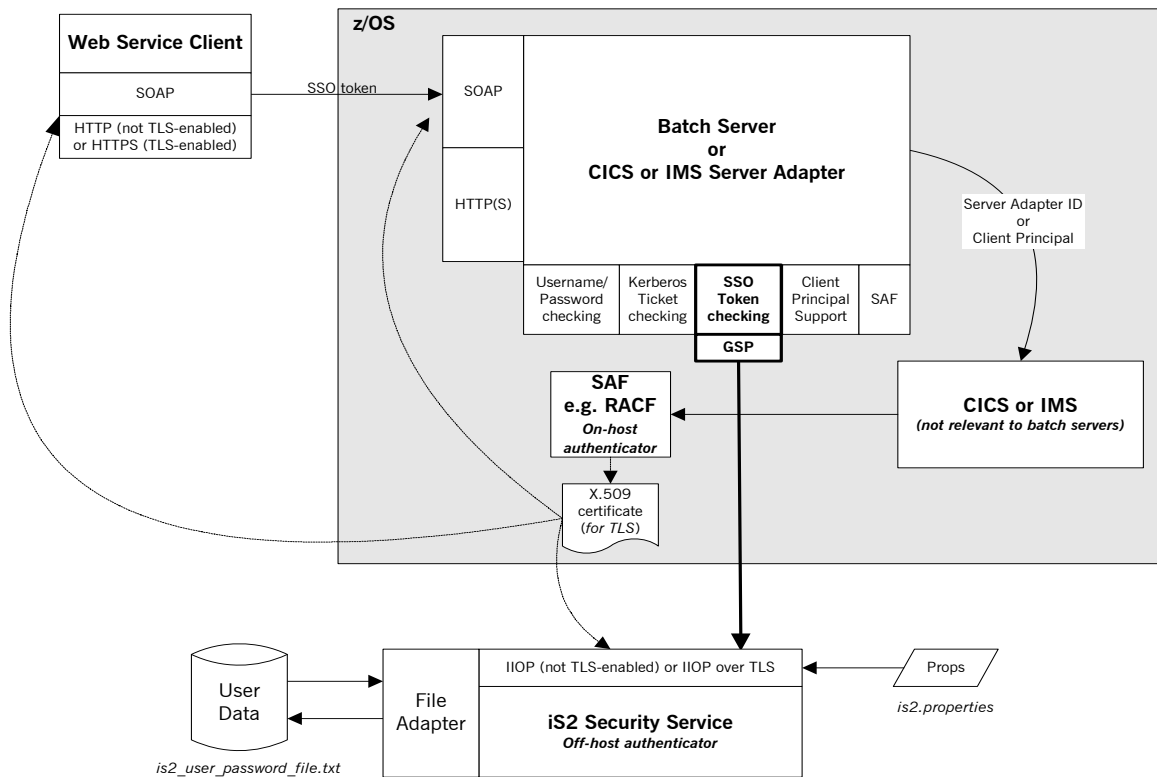 z/OS
Web Service Client
SOAP
HTTP (not TLS-enabled)
or HTTPS (TLS-enabled)
SSO token
SOAP
HTTP(S)
Batch Server
or
CICS or IMS Server Adapter
Server Adapter ID
or
Client Principal
Username/
Password
checking
Kerberos
Ticket
checking
SSO
Token
checking
Client
Principal
Support
SAF
GSP
SAF
e.g. RACF
On-host
authenticator
CICS or IMS
(not relevant to batch servers)
X.509
certificate
(for TLS)
User
Data
is2_user_password_file.txt
File
Adapter
IIOP (not TLS-enabled) or IIOP over TLS
iS2 Security Service
Off-host authenticator
Props
is2.properties